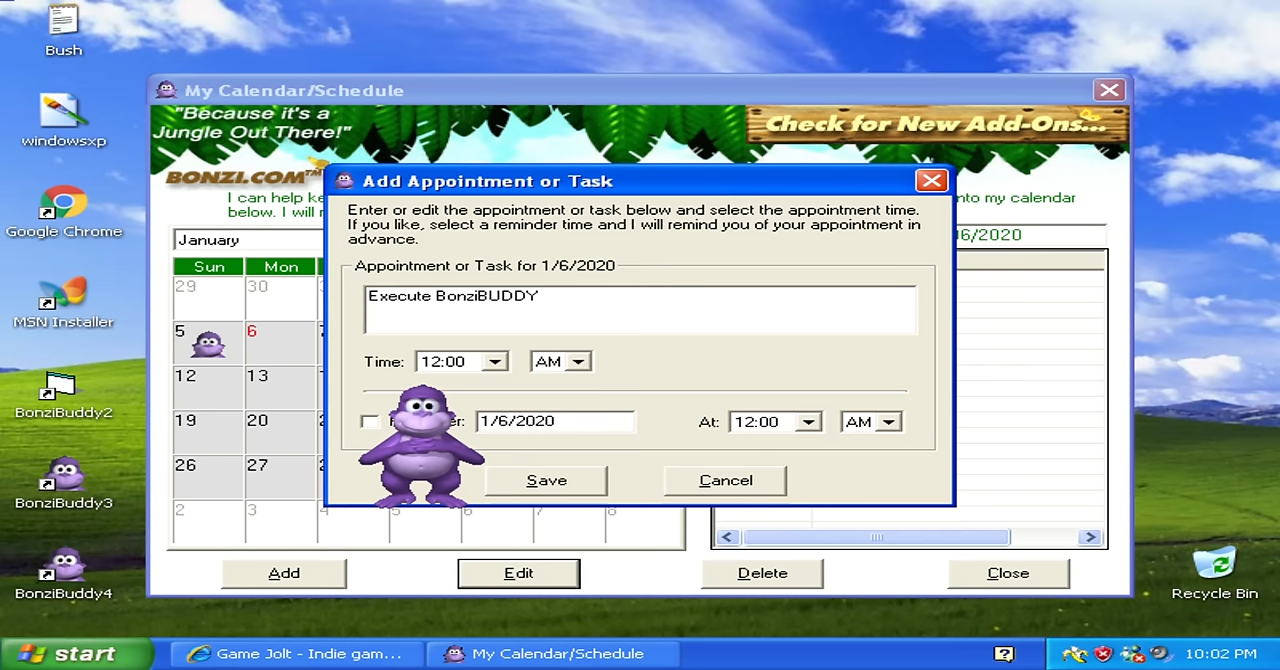 Bush
windowsxp
Google Chrome
MSN Installer
BonziBuddy2
BonziBuddy3
BonziBuddy4
My Calendar/Schedule
"Because it's a
Jungle Out There!"
Check for New Add-Ons...
BONZI.COM™
I can help
below. I will
my calendar
6/2020
January
Sun Mon
29 30
5 6
12 13
19 20
26 27
2 3 4 5 6 7 8
Add Appointment or Task
Enter or edit the appointment or task below and select the appointment time.
If you like, select a reminder time and I will remind you of your appointment in
advance.
Appointment or Task for 1/6/2020
Execute BonziBUDDY
Time: 12:00 AM
1/6/2020 At: 12:00 AM
Save Cancel
Add Edit Delete Close
Recycle Bin
start
Game Jolt - Indie gam...
My Calendar/Schedule
10:02 PM